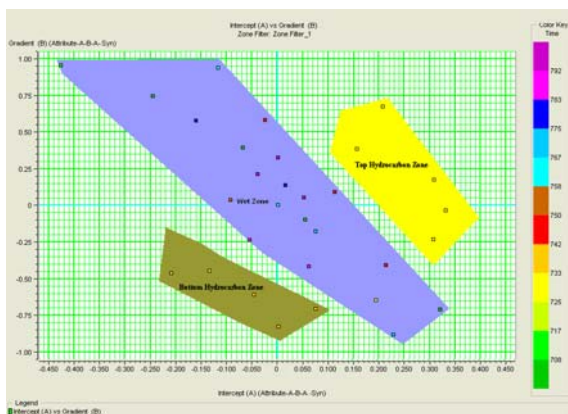 Intercept (A) vs Gradient (B)
Zone Filter: Zone Filter_1
Gradient (B) (Attribute-A-B-A-Syn)
Color Key
Time
1.00
0.75
0.50
0.25
0
-0.25
-0.50
-0.75
-1.00
Top Hydrocarbon Zone
Wet Zone
Bottom Hydrocarbon Zone
792
783
775
767
758
750
742
733
725
717
708
-0.450 -0.400 -0.350 -0.300 -0.250 -0.200 -0.150 -0.100 -0.050 0 0.050 0.100 0.150 0.200 0.250 0.300 0.350 0.400 0.450
Intercept (A) (Attribute-A-B-A-Syn)
Legend
Intercept (A) vs Gradient (B)